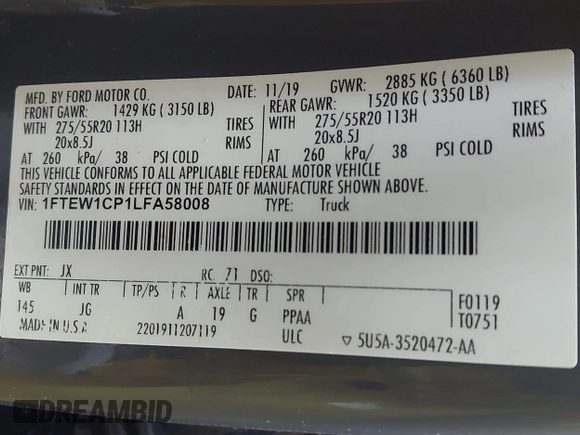 MFD. BY FORD MOTOR CO. DATE: 11/19 GVWR: 2885 KG ( 6360 LB)
FRONT GAWR: 1429 KG ( 3150 LB) REAR GAWR: 1520 KG ( 3350 LB)
WITH 275/55R20 113H TIRES WITH 275/55R20 113H TIRES
20x8.5J RIMS 20x8.5J RIMS
AT 260 kPa/ 38 PSI COLD AT 260 kPa/ 38 PSI COLD
THIS VEHICLE CONFORMS TO ALL APPLICABLE FEDERAL MOTOR VEHICLE
SAFETY STANDARDS IN EFFECT ON THE DATE OF MANUFACTURE SHOWN ABOVE.
VIN: 1FTEW1CP1LFA58008 TYPE: Truck
EXT PNT: JX RC: 71 DSO:
WB INT TR TP/PS R AXLE TR SPR
145 JG A 19 G PPAA
F0119
T0751
MADE IN U.S.A 2201911207119 ULC ▽ 5U5A-3520472-AA
DREAMBID